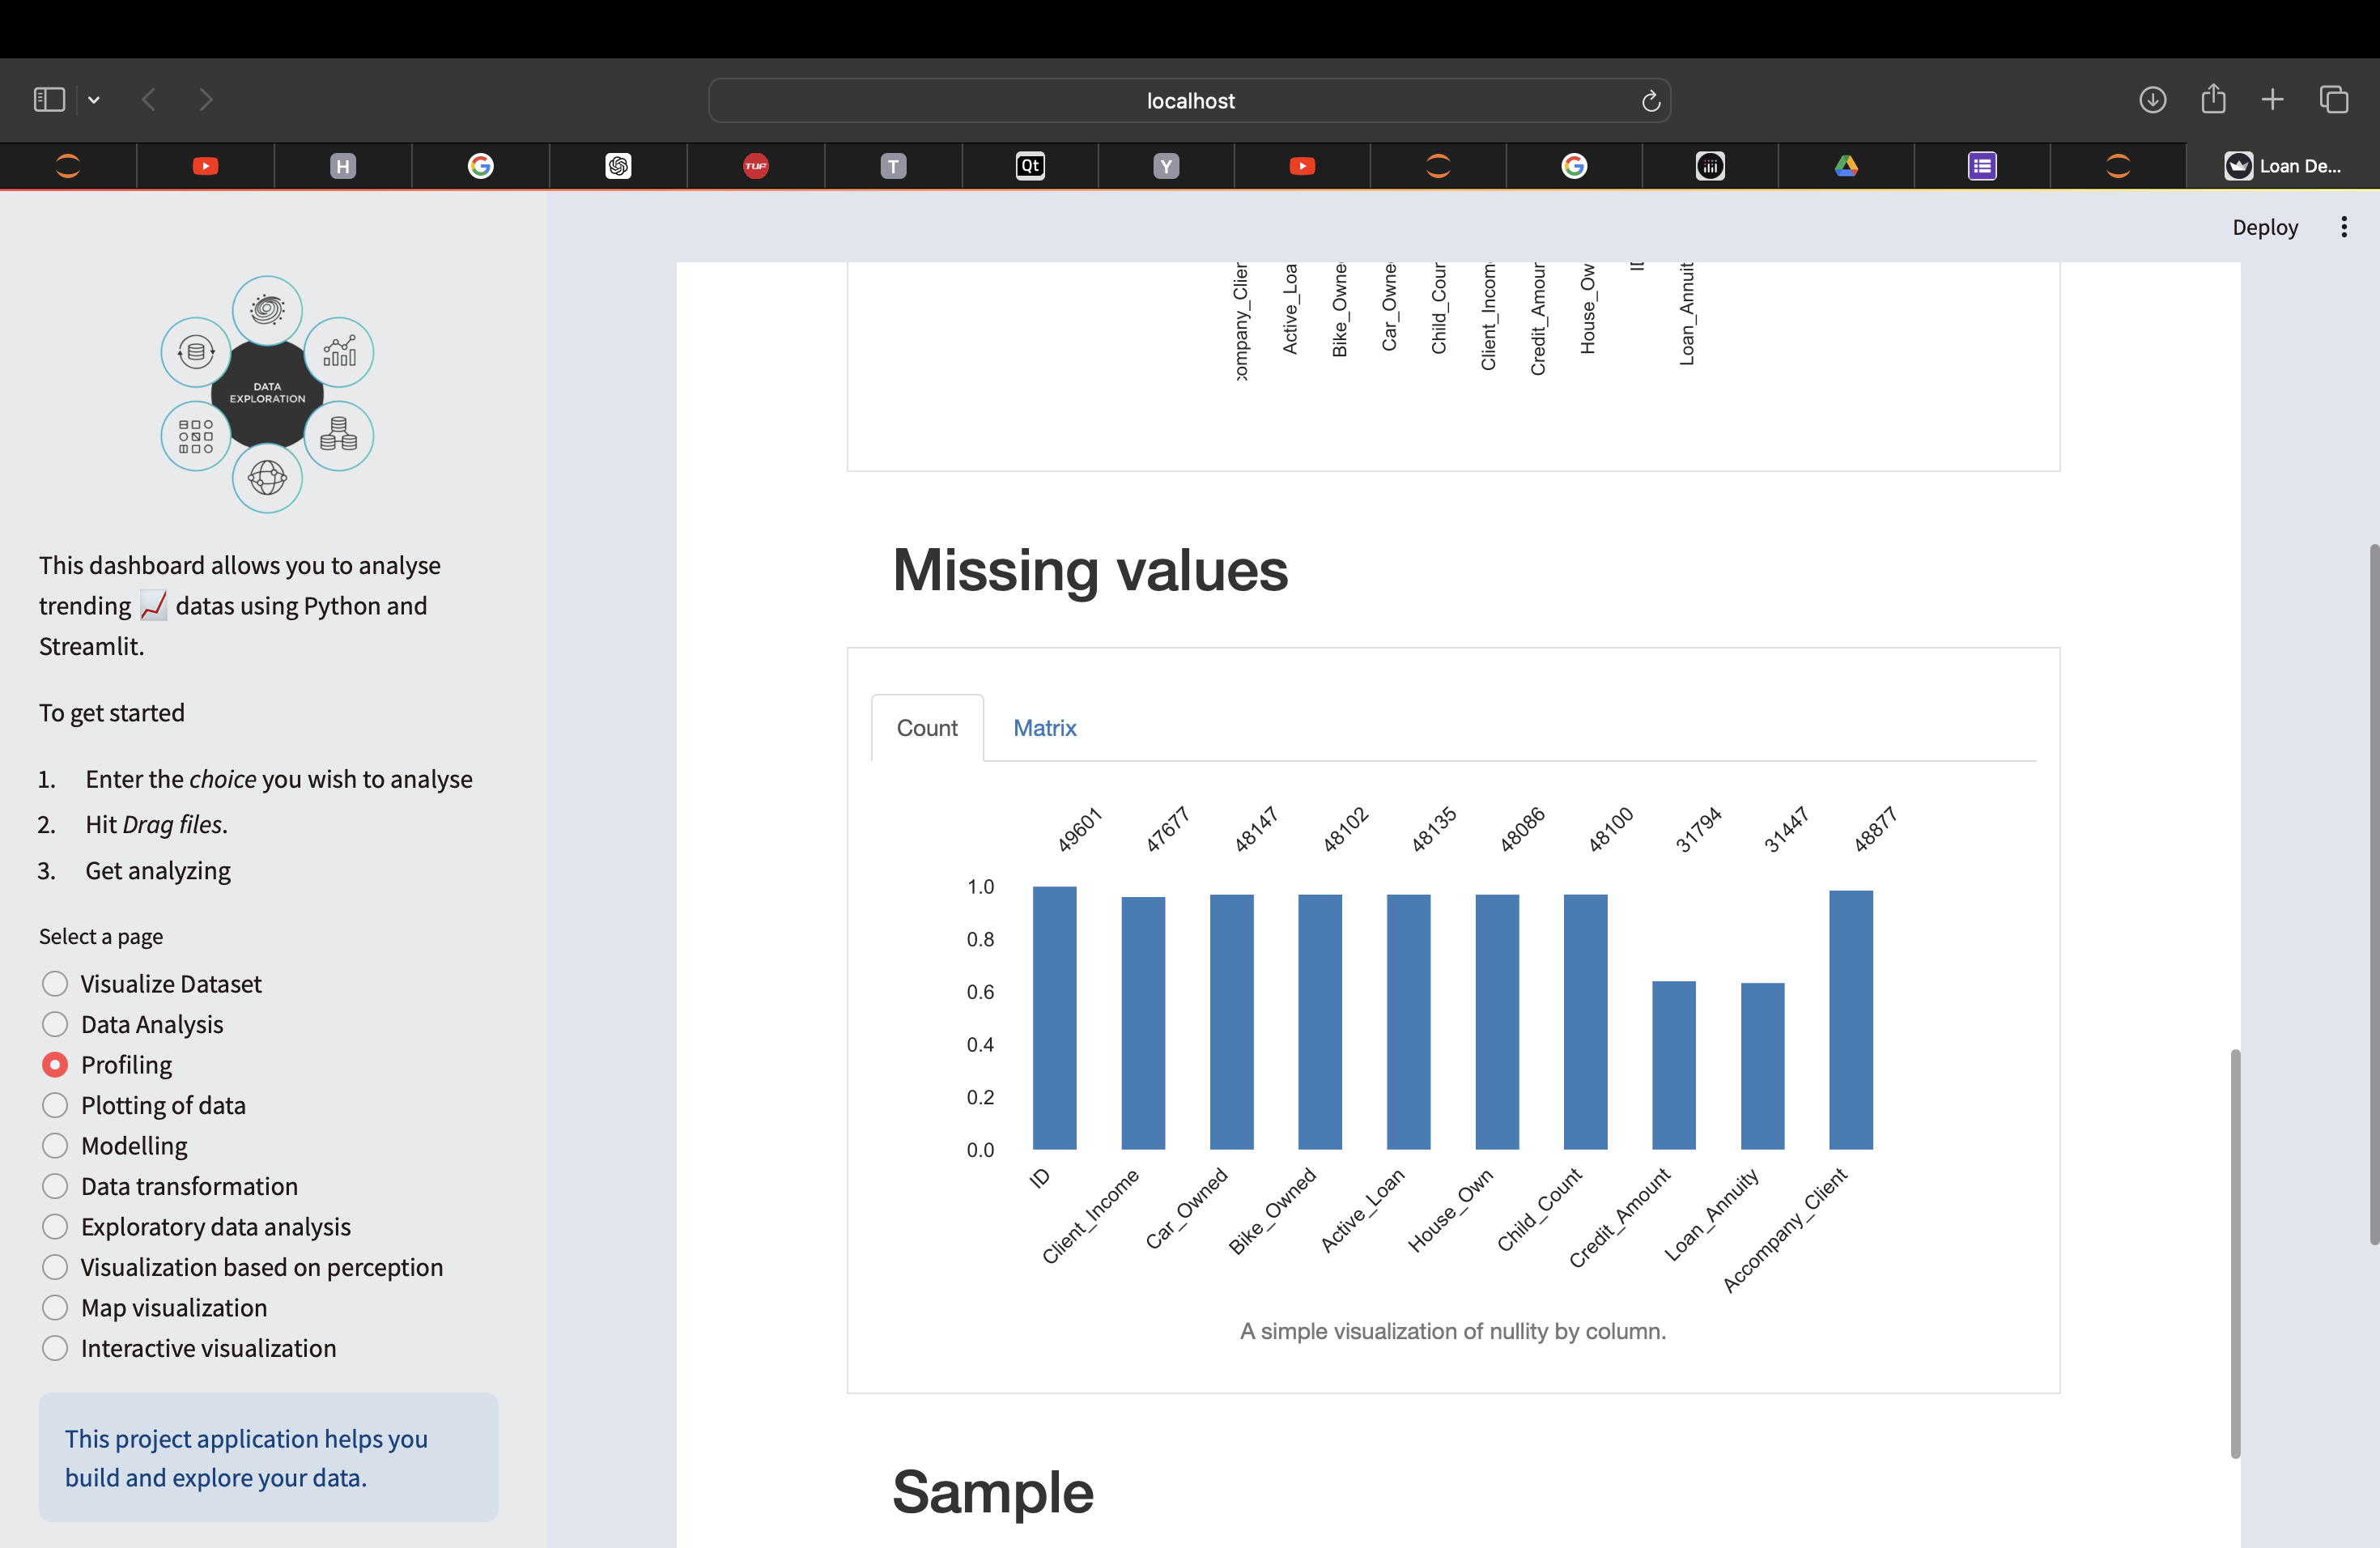 localhost
H
T
Qt
Y
TUF
Loan De...
Deploy
DATA
EXPLORATION
This dashboard allows you to analyse
trending 📈 datas using Python and
Streamlit.
To get started
1. Enter the choice you wish to analyse
2. Hit Drag files.
3. Get analyzing
Select a page
Visualize Dataset
Data Analysis
Profiling
Plotting of data
Modelling
Data transformation
Exploratory data analysis
Visualization based on perception
Map visualization
Interactive visualization
This project application helps you
build and explore your data.
ompany_Clien
Active_Loa
Bike_Owne
Car_Owne
Child_Coun
Client_Incom
Credit_Amoun
House_Ow
ID
Loan_Annuit
Missing values
Count Matrix
49601 47677 48147 48102 48135 48086 48100 31794 31447 48877
1.0
0.8
0.6
0.4
0.2
0.0
ID Client_Income Car_Owned Bike_Owned Active_Loan House_Own Child_Count Credit_Amount Loan_Annuity Accompany_Client
A simple visualization of nullity by column.
Sample